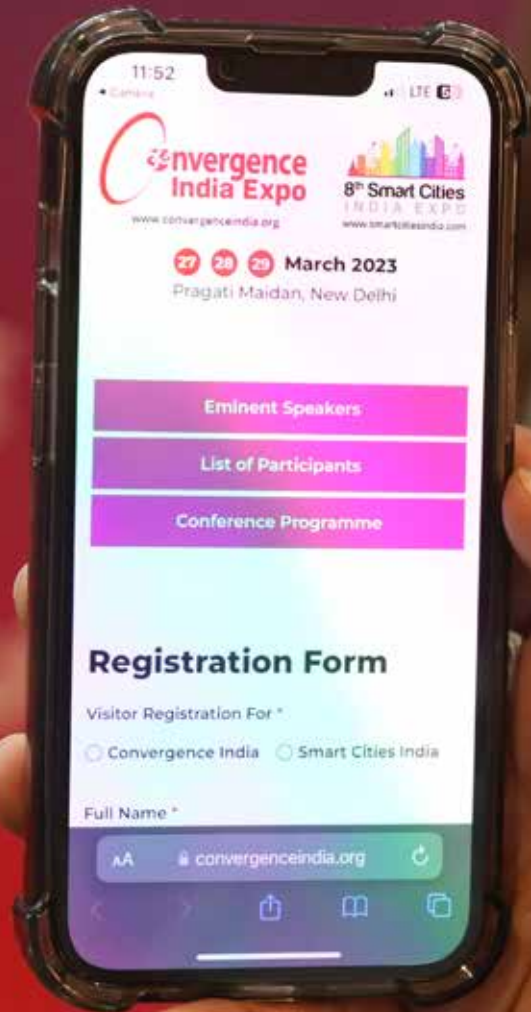 11:52
Camera
LTE
Convergence
India Expo
www.convergenceindia.org
8th Smart Cities
INDIA EXPO
www.smartcitiesindia.com
27 28 29 March 2023
Pragati Maidan, New Delhi
Eminent Speakers
List of Participants
Conference Programme
Registration Form
Visitor Registration For *
Convergence India Smart Cities India
Full Name *
AA convergenceindia.org